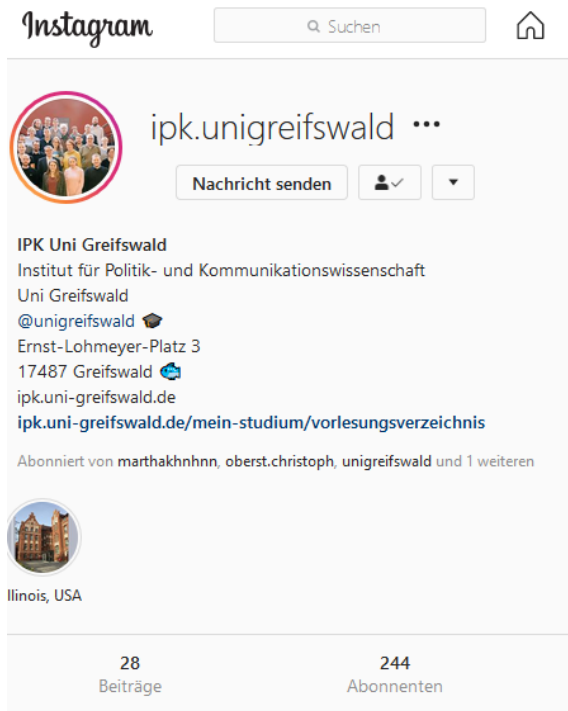 Instagram
Suchen
ipk.unigreifswald
Nachricht senden
IPK Uni Greifswald
Institut für Politik- und Kommunikationswissenschaft
Uni Greifswald
@unigreifswald 🎓
Ernst-Lohmeyer-Platz 3
17487 Greifswald 🐟
ipk.uni-greifswald.de
ipk.uni-greifswald.de/mein-studium/vorlesungsverzeichnis
Abonniert von marthakhnhnn, oberst.christoph, unigreifswald und 1 weiteren
llinois, USA
28 244
Beiträge Abonnenten